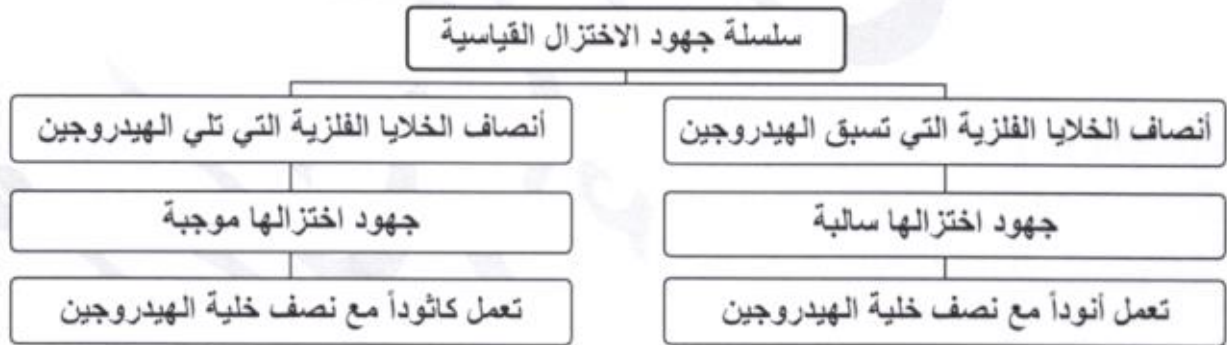 سلسلة جهود الاختزال القياسية
أنصاف الخلايا الفلزية التي تسبق الهيدروجين
أنصاف الخلايا الفلزية التي تلي الهيدروجين
جهود اختزالها سالبة
جهود اختزالها موجبة
تعمل أنوداً مع نصف خلية الهيدروجين
تعمل كاثوداً مع نصف خلية الهيدروجين